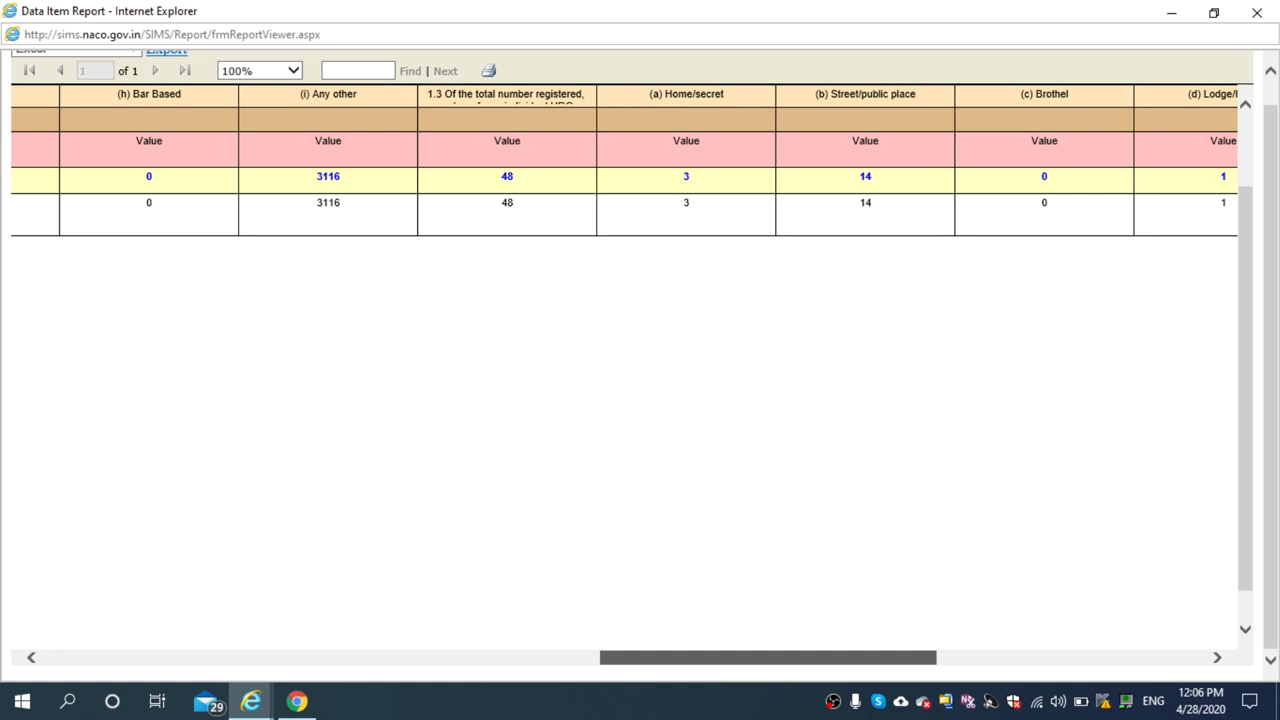 Data Item Report - Internet Explorer
http://sims.naco.gov.in/SIMS/Report/frmReportViewer.aspx
Excel Export
1 of 1 100% Find | Next
(h) Bar Based (i) Any other 1.3 Of the total number registered, (a) Home/secret (b) Street/public place (c) Brothel (d) Lodge/
Value Value Value Value Value Value Value
0 3116 48 3 14 0 1
0 3116 48 3 14 0 1
29 ENG 12:06 PM
4/28/2020